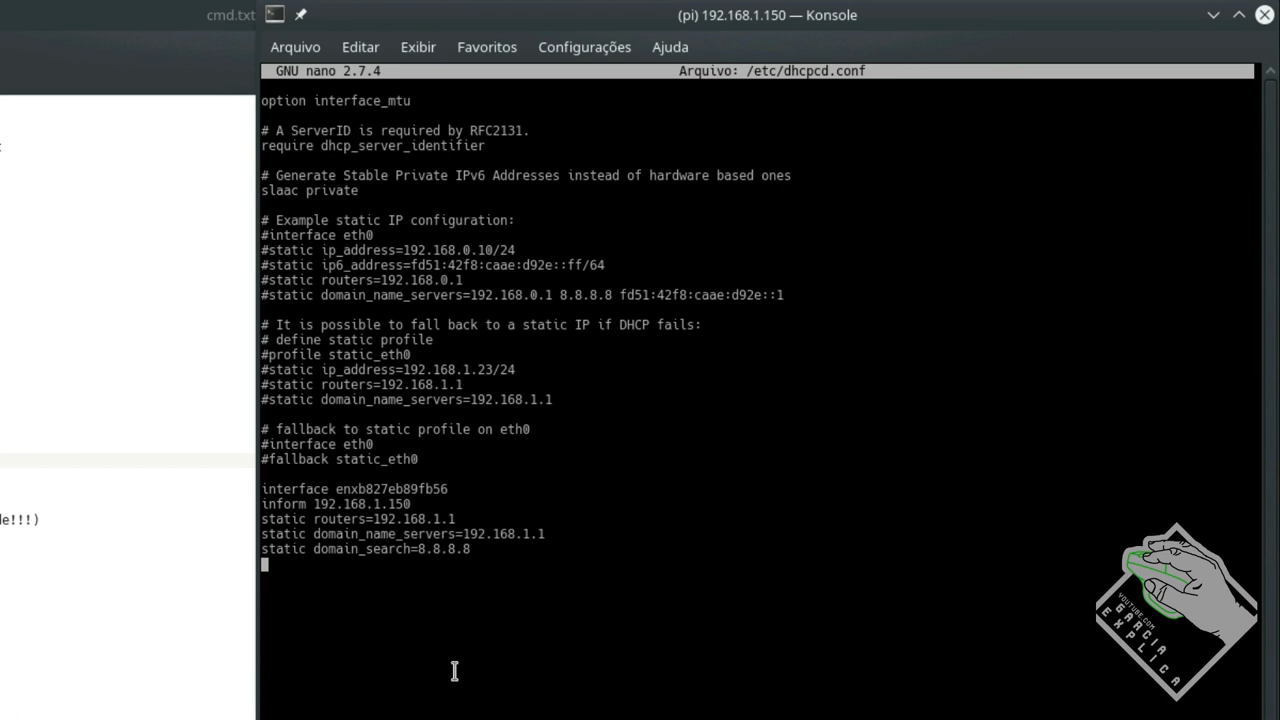 cmd.txt
(pi) 192.168.1.150 — Konsole
Arquivo Editar Exibir Favoritos Configurações Ajuda
GNU nano 2.7.4 Arquivo: /etc/dhcpcd.conf
option interface_mtu
# A ServerID is required by RFC2131.
require dhcp_server_identifier
# Generate Stable Private IPv6 Addresses instead of hardware based ones
slaac private
# Example static IP configuration:
#interface eth0
#static ip_address=192.168.0.10/24
#static ip6_address=fd51:42f8:caae:d92e::ff/64
#static routers=192.168.0.1
#static domain_name_servers=192.168.0.1 8.8.8.8 fd51:42f8:caae:d92e::1
# It is possible to fall back to a static IP if DHCP fails:
# define static profile
#profile static_eth0
#static ip_address=192.168.1.23/24
#static routers=192.168.1.1
#static domain_name_servers=192.168.1.1
# fallback to static profile on eth0
#interface eth0
#fallback static_eth0
interface enxb827eb89fb56
inform 192.168.1.150
static routers=192.168.1.1
static domain_name_servers=192.168.1.1
static domain_search=8.8.8.8
de!!!)
YOUTUBE.COM
GARCIA
EXPLICA